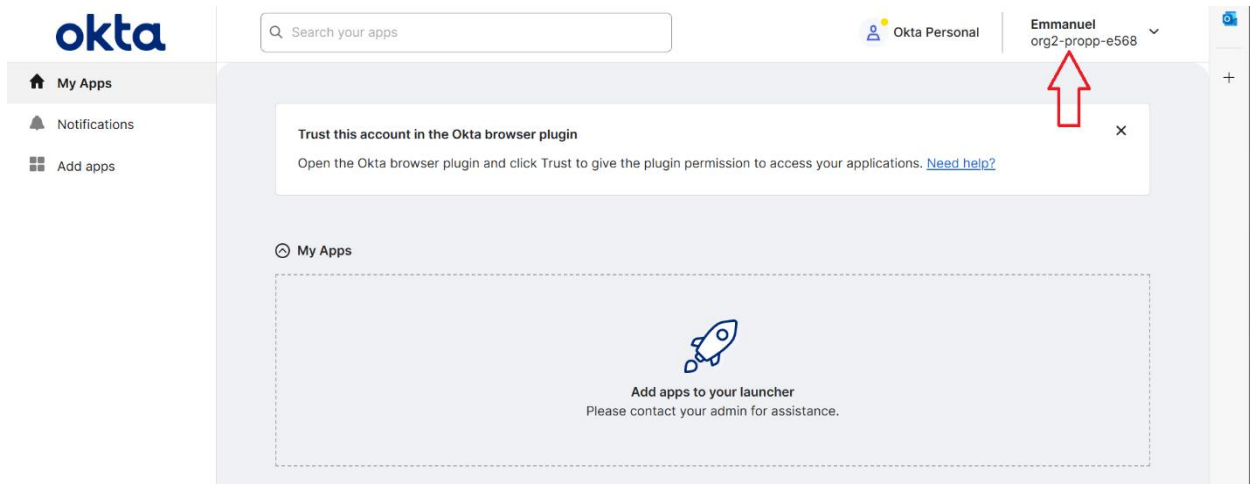 okta
Search your apps
Okta Personal
Emmanuel
org2-propp-e568
My Apps
Notifications
Add apps
Trust this account in the Okta browser plugin
Open the Okta browser plugin and click Trust to give the plugin permission to access your applications. Need help?
My Apps
Add apps to your launcher
Please contact your admin for assistance.